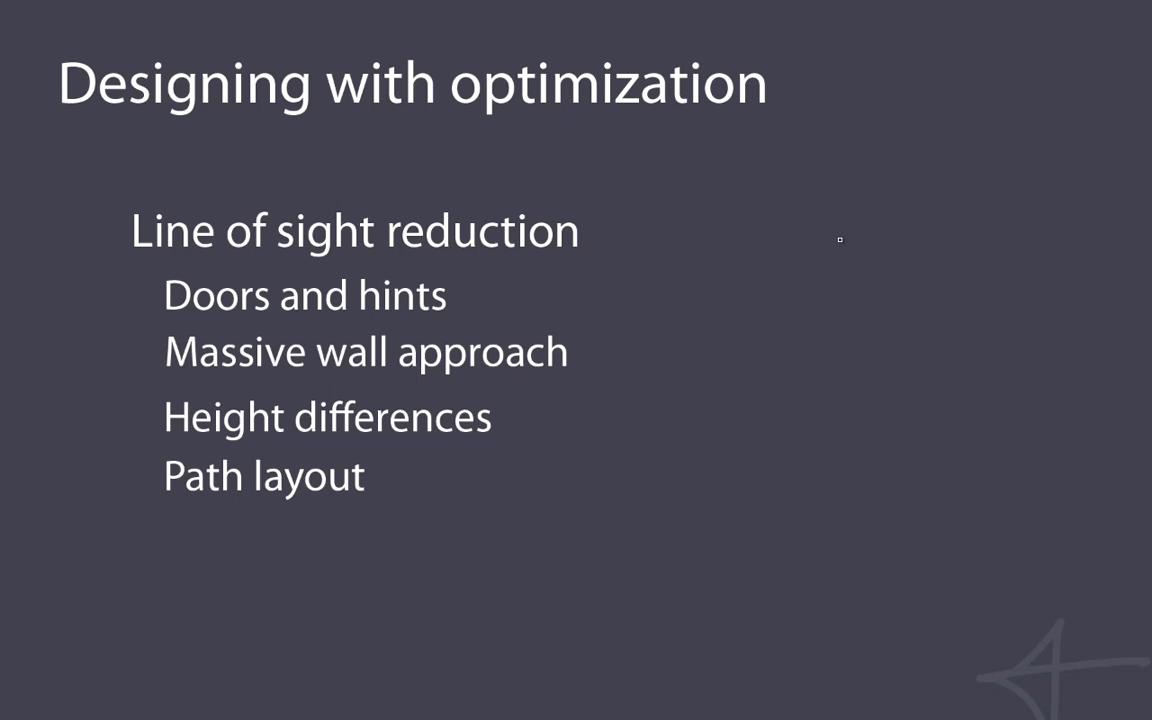 Designing with optimization
Line of sight reduction
Doors and hints
Massive wall approach
Height differences
Path layout